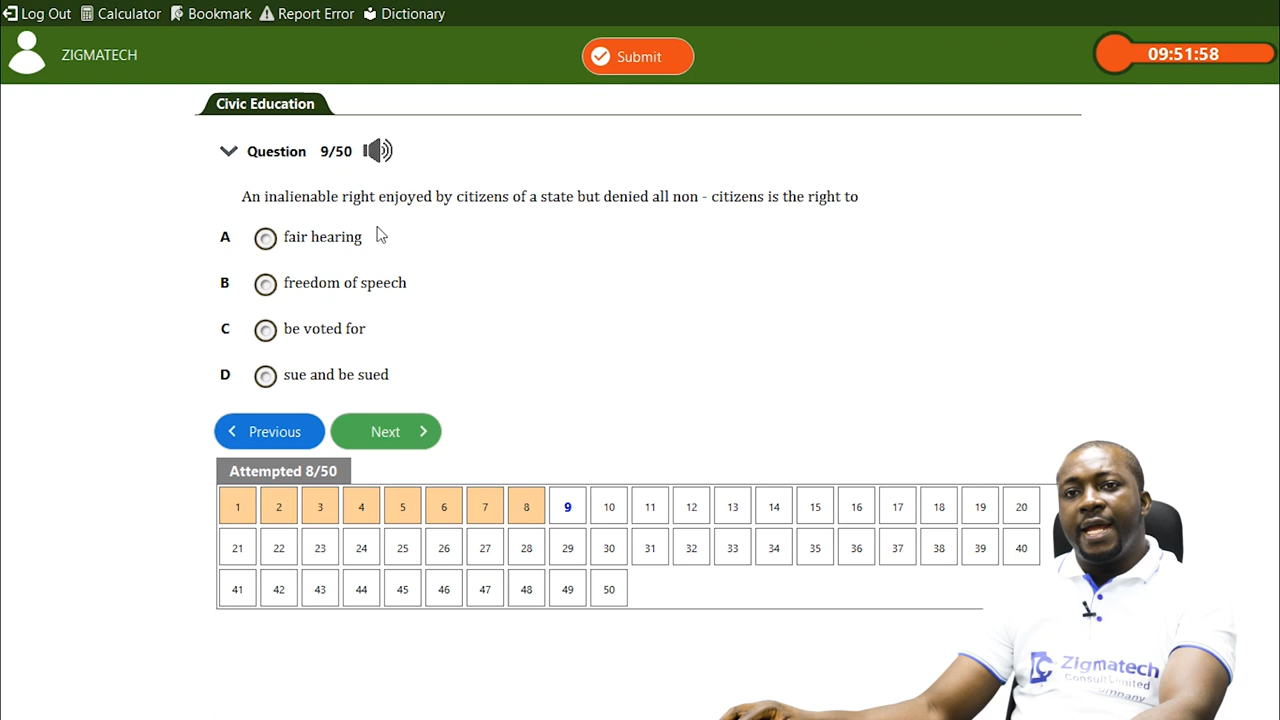 Log Out Calculator Bookmark Report Error Dictionary
ZIGMATECH
Submit
09:51:58
Civic Education
Question 9/50
An inalienable right enjoyed by citizens of a state but denied all non - citizens is the right to
A fair hearing
B freedom of speech
C be voted for
D sue and be sued
Previous Next
Attempted 8/50
1 2 3 4 5 6 7 8 9 10 11 12 13 14 15 16 17 18 19 20
21 22 23 24 25 26 27 28 29 30 31 32 33 34 35 36 37 38 39 40
41 42 43 44 45 46 47 48 49 50
Zigmatech
Consult Limited